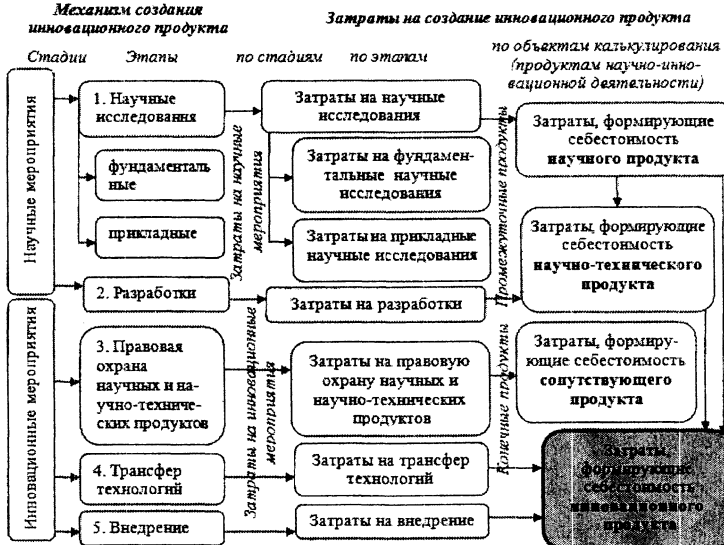 Механизм создания
инновационного продукта
Затраты на создание инновационного продукта
Стадии
Этапы
по стадиям
по этапам
по объектам калькулирования
(продуктам научно-инно-
вационной деятельности)
Научные мероприятия
1. Научные
исследования
фундаменталь
ные
прикладные
2. Разработки
Затраты на научные
мероприятия
Затраты на научные
исследования
Затраты на фундамен-
тальные научные
исследования
Затраты на прикладные
научные исследования
Затраты на разработки
Промежуточные продукты
Затраты, формирующие
себестоимость
научного продукта
Затраты, формирующие
себестоимость
научно-технического
продукта
Инновационные мероприятия
3. Правовая
охрана
научных и на-
учно-техничес-
ких продуктов
4. Трансфер
технологий
5. Внедрение
Затраты на инновационные
мероприятия
Затраты на правовую
охрану научных и
научно-технических
продуктов
Затраты на трансфер
технологий
Затраты на внедрение
Конечные продукты
Затраты, формиру-
ющие себестоимость
сопутствующего
продукта
Затраты,
формирующие
себестоимость
инновационного
продукта